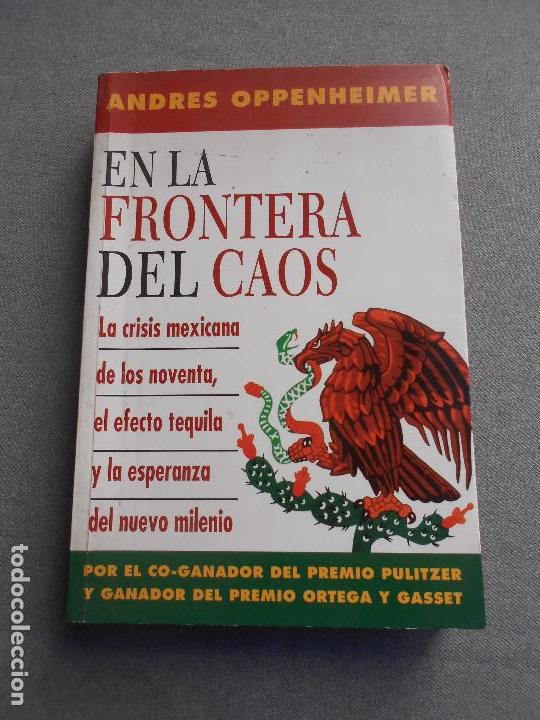 ANDRES OPPENHEIMER
EN LA
FRONTERA
DEL CAOS
La crisis mexicana
de los noventa,
el efecto tequila
y la esperanza
del nuevo milenio
POR EL CO-GANADOR DEL PREMIO PULITZER
Y GANADOR DEL PREMIO ORTEGA Y GASSET
todocoleccion.net